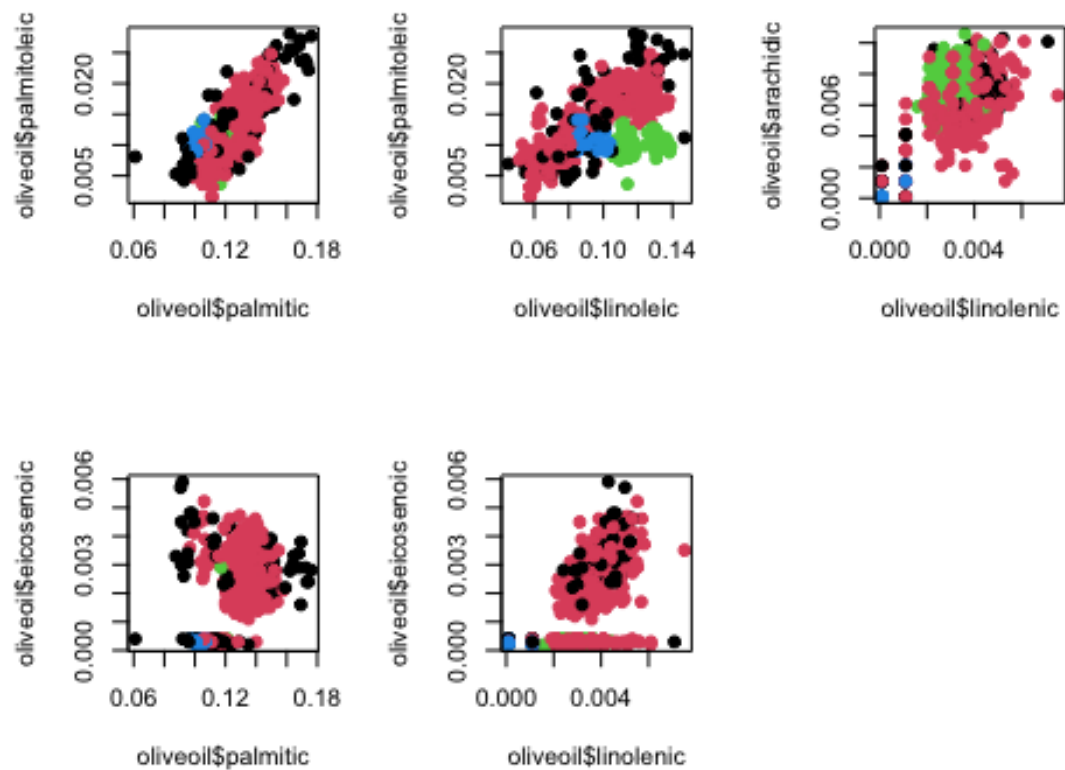 oliveoil$palmitoleic
0.005 0.020
0.06 0.12 0.18
oliveoil$palmitic
oliveoil$palmitoleic
0.005 0.020
0.06 0.10 0.14
oliveoil$linoleic
oliveoil$arachidic
0.000 0.006
0.000 0.004
oliveoil$linolenic
oliveoil$eicosenoic
0.000 0.003 0.006
0.06 0.12 0.18
oliveoil$palmitic
oliveoil$eicosenoic
0.000 0.003 0.006
0.000 0.004
oliveoil$linolenic